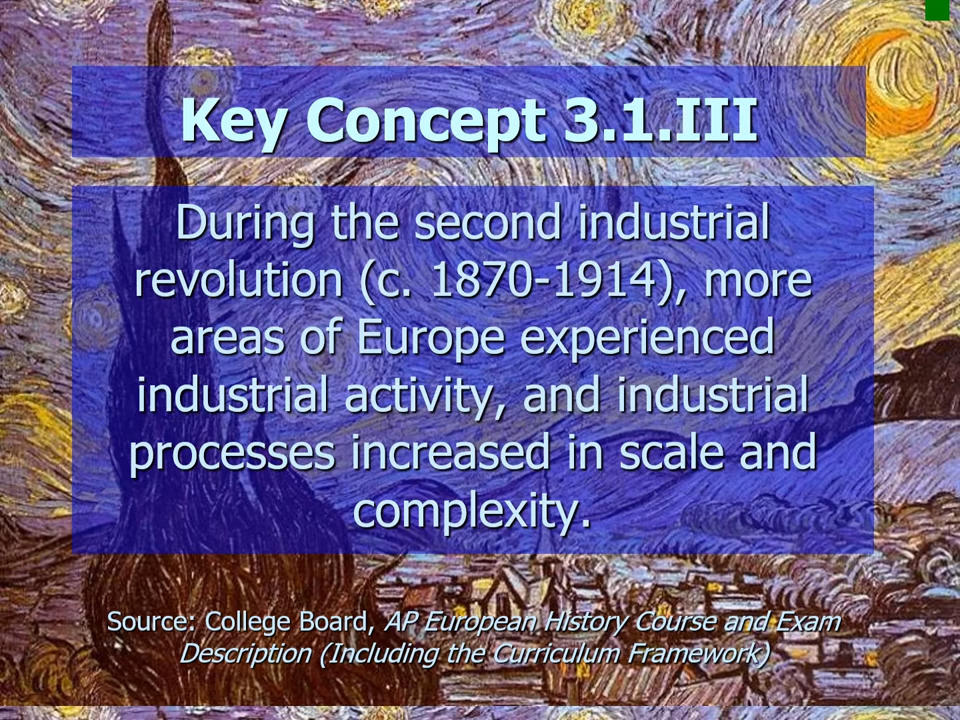 Key Concept 3.1.III
During the second industrial
revolution (c. 1870-1914), more
areas of Europe experienced
industrial activity, and industrial
processes increased in scale and
complexity.
Source: College Board, AP European History Course and Exam
Description (Including the Curriculum Framework)